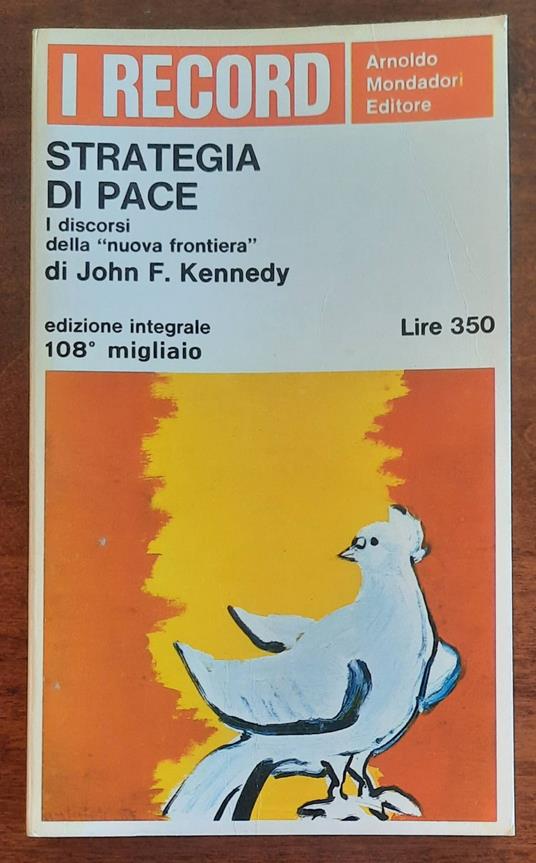 I RECORD
Arnoldo
Mondadori
Editore
STRATEGIA
DI PACE
I discorsi
della “nuova frontiera”
di John F. Kennedy
edizione integrale
108° migliaio
Lire 350